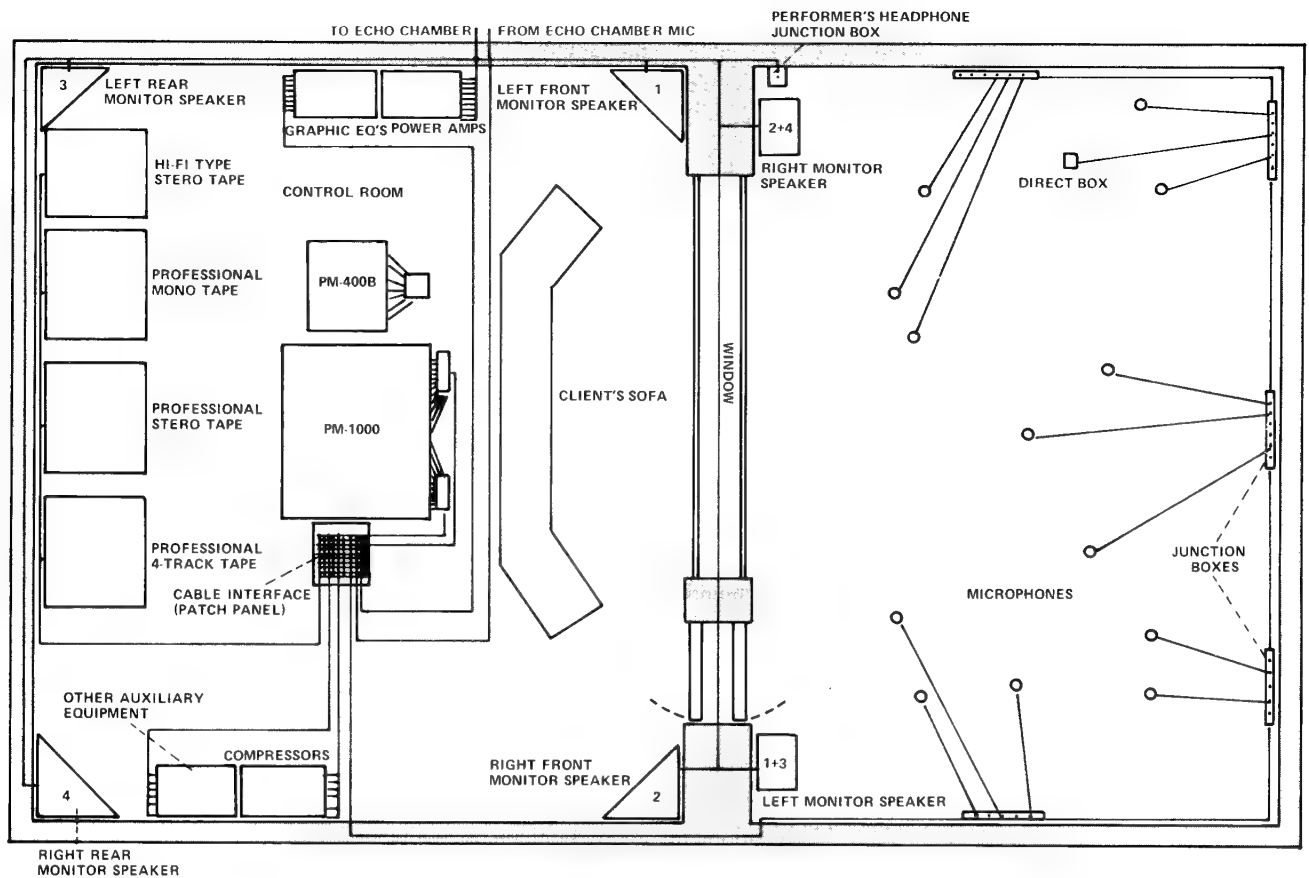 TO ECHO CHAMBER
FROM ECHO CHAMBER MIC
PERFORMER'S HEADPHONE
JUNCTION BOX
3
LEFT REAR
MONITOR SPEAKER
GRAPHIC EQ'S
POWER AMPS
LEFT FRONT
MONITOR SPEAKER
1
2+4
RIGHT MONITOR
SPEAKER
DIRECT BOX
HI-FI TYPE
STERO TAPE
CONTROL ROOM
PROFESSIONAL
MONO TAPE
PM-400B
WINDOW
CLIENT'S SOFA
PROFESSIONAL
STERO TAPE
PM-1000
PROFESSIONAL
4-TRACK TAPE
CABLE INTERFACE
(PATCH PANEL)
JUNCTION
BOXES
MICROPHONES
OTHER AUXILIARY
EQUIPMENT
COMPRESSORS
RIGHT FRONT
MONITOR SPEAKER
4
2
1+3
LEFT MONITOR SPEAKER
RIGHT REAR
MONITOR SPEAKER